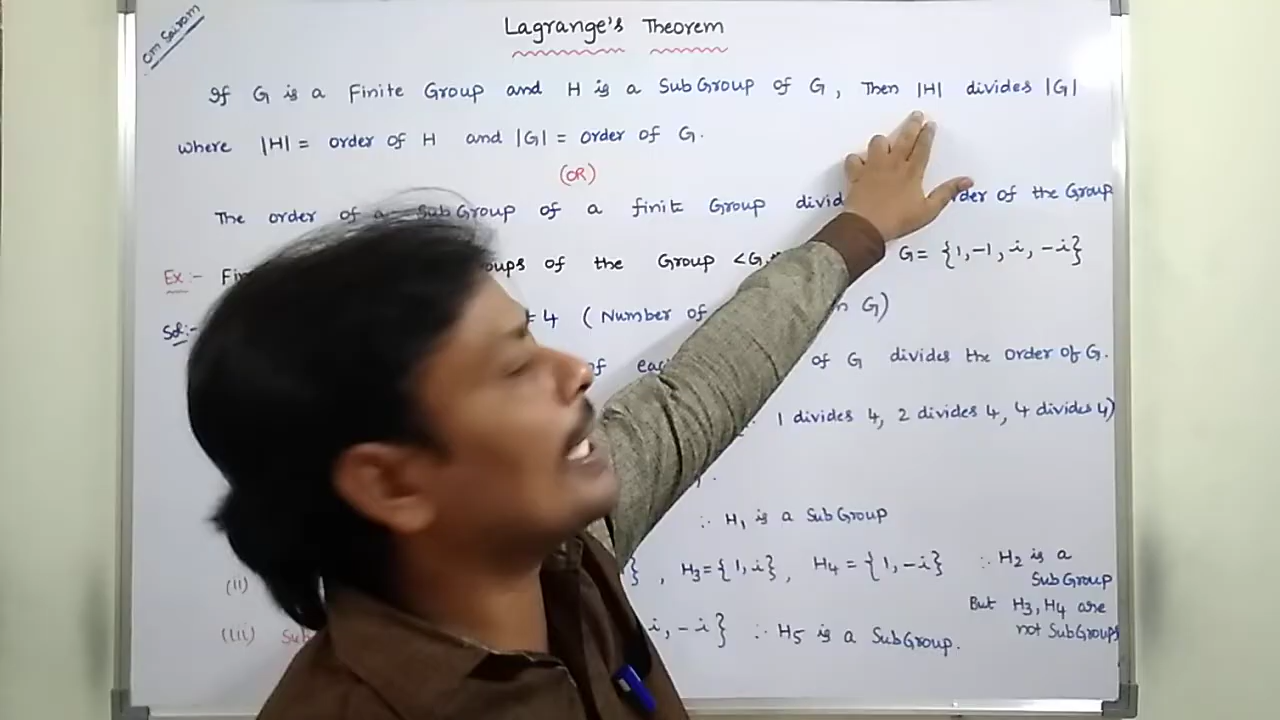 om Sairam
Lagrange's Theorem
If G is a Finite Group and H is a SubGroup of G, Then |H| divides |G|
where |H| = order of H and |G| = order of G.
(OR)
The order of a SubGroup of a finite Group divid rder of the Group
Ex:- Fi oups of the Group <G, G = {1, -1, i, -i}
Sol:- = 4 (Number of in G)
of eac of G divides the order of G.
1 divides 4, 2 divides 4, 4 divides 4)
∴ H₁ is a SubGroup
(ii) }, H₃ = {1, i}, H₄ = {1, -i} ∴ H₂ is a SubGroup
But H₃, H₄ are
not SubGroups
(iii) Su i, -i} ∴ H₅ is a SubGroup.